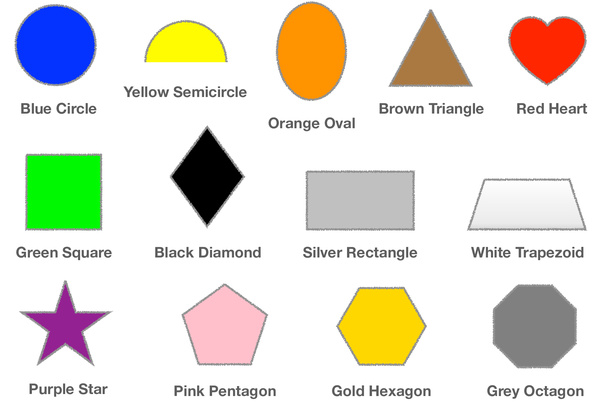 Blue Circle
Yellow Semicircle
Orange Oval
Brown Triangle
Red Heart
Green Square
Black Diamond
Silver Rectangle
White Trapezoid
Purple Star
Pink Pentagon
Gold Hexagon
Grey Octagon